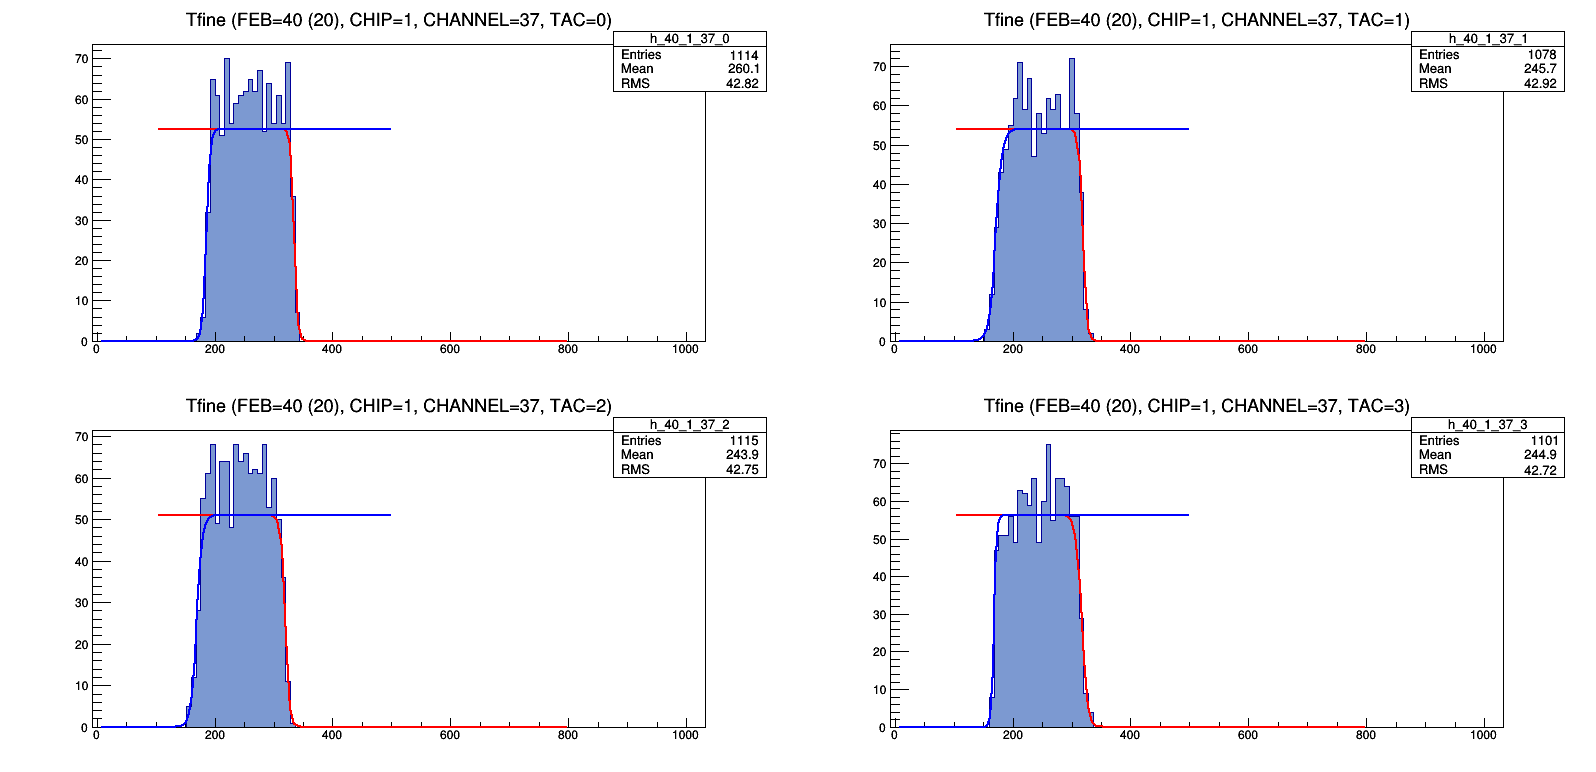 Tfine (FEB=40 (20), CHIP=1, CHANNEL=37, TAC=0)
h_40_1_37_0
Entries 1114
Mean 260.1
RMS 42.82
70
60
50
40
30
20
10
0
0 200 400 600 800 1000
Tfine (FEB=40 (20), CHIP=1, CHANNEL=37, TAC=1)
h_40_1_37_1
Entries 1078
Mean 245.7
RMS 42.92
70
60
50
40
30
20
10
0
0 200 400 600 800 1000
Tfine (FEB=40 (20), CHIP=1, CHANNEL=37, TAC=2)
h_40_1_37_2
Entries 1115
Mean 243.9
RMS 42.75
70
60
50
40
30
20
10
0
0 200 400 600 800 1000
Tfine (FEB=40 (20), CHIP=1, CHANNEL=37, TAC=3)
h_40_1_37_3
Entries 1101
Mean 244.9
RMS 42.72
70
60
50
40
30
20
10
0
0 200 400 600 800 1000